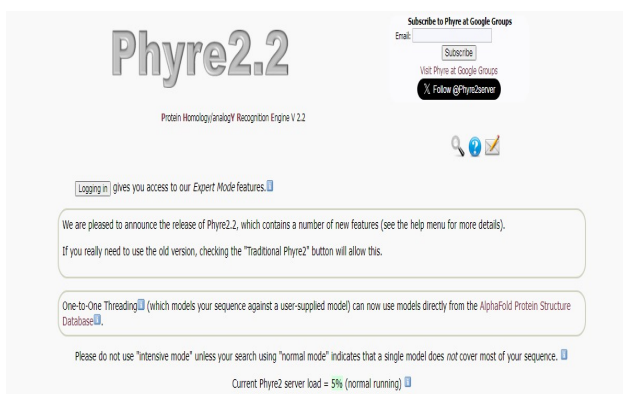 Phyre2.2
Subscribe to Phyre at Google Groups
Email:
Subscribe
Visit Phyre at Google Groups
X Follow @Phyre2server
Protein Homology/analogY Recognition Engine V 2.2
Logging in gives you access to our Expert Mode features.
We are pleased to announce the release of Phyre2.2, which contains a number of new features (see the help menu for more details).
If you really need to use the old version, checking the "Traditional Phyre2" button will allow this.
One-to-One Threading (which models your sequence against a user-supplied model) can now use models directly from the AlphaFold Protein Structure
Database.
Please do not use "intensive mode" unless your search using "normal mode" indicates that a single model does not cover most of your sequence.
Current Phyre2 server load = 5% (normal running)